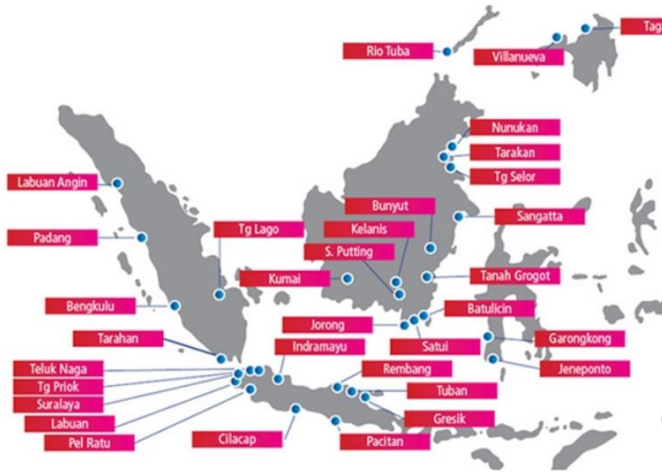 Tag
Rio Tuba
Villanueva
Nunukan
Tarakan
Tg Selor
Labuan Angin
Bunyut
Sangatta
Padang
Tg Lago
Kelanis
S. Putting
Kumai
Tanah Grogot
Bengkulu
Batulicin
Jorong
Tarahan
Indramayu
Satui
Garongkong
Teluk Naga
Rembang
Jeneponto
Tg Priok
Tuban
Suralaya
Gresik
Labuan
Pel Ratu
Cilacap
Pacitan